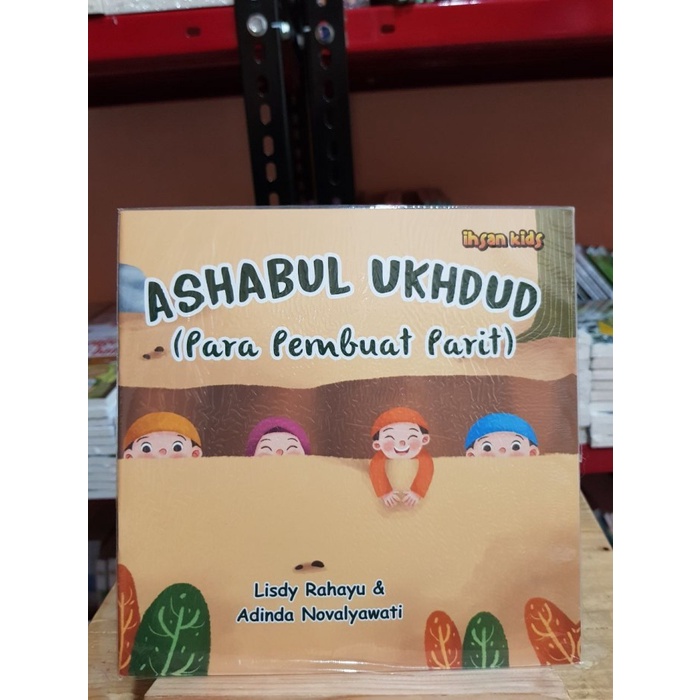 ihsan kids
ASHABUL UKHDUD
(Para Pembuat Parit)
Lisdy Rahayu &
Adinda Novalyawati